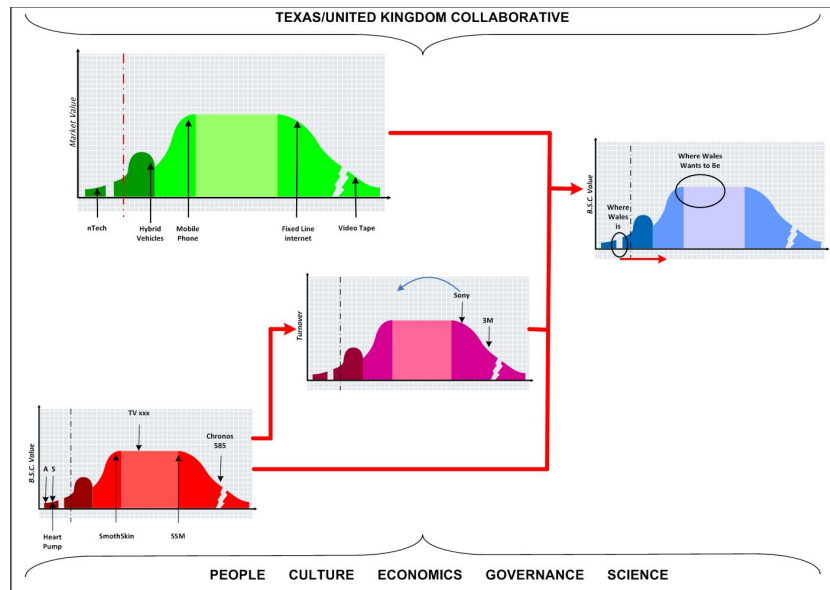 TEXAS/UNITED KINGDOM COLLABORATIVE
Market Value
nTech
Hybrid
Vehicles
Mobile
Phone
Fixed Line
internet
Video Tape
B.S.C. Value
Where Wales
Wants to Be
Where
Wales
is
Turnover
Sony
3M
B.S.C. Value
TV xxx
Chronos
585
A S
Heart
Pump
SmothSkin
SSM
PEOPLE CULTURE ECONOMICS GOVERNANCE SCIENCE